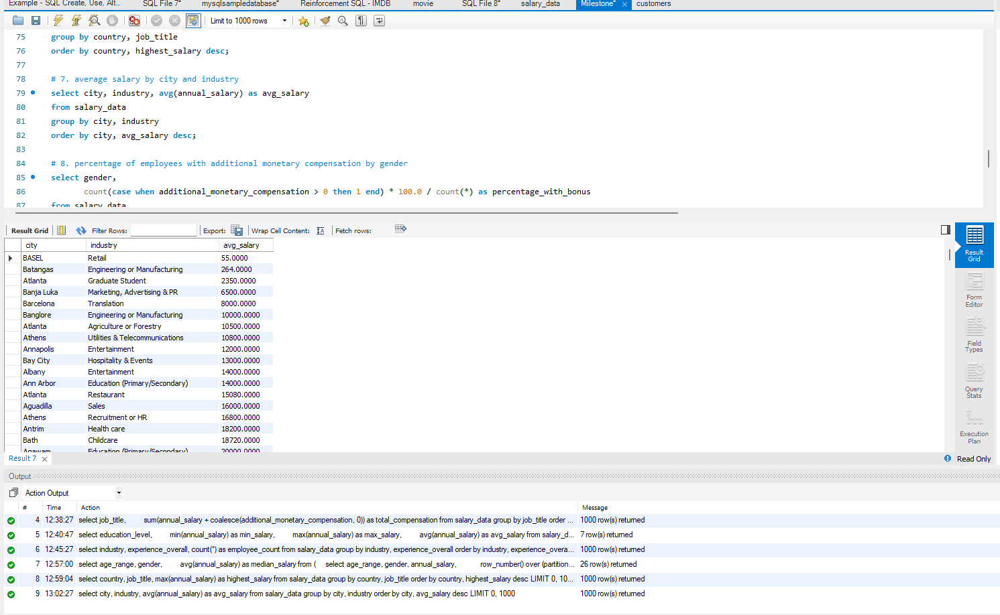 Example - SQL Create, Use, Alt... SQL File 7* mysqlsampledatabase* Reinforcement SQL - IMDB movie SQL File 8* salary_data Milestone* customers
Limit to 1000 rows
75 group by country, job_title
76 order by country, highest_salary desc;
77
78 # 7. average salary by city and industry
79 select city, industry, avg(annual_salary) as avg_salary
80 from salary_data
81 group by city, industry
82 order by city, avg_salary desc;
83
84 # 8. percentage of employees with additional monetary compensation by gender
85 select gender,
86 count(case when additional_monetary_compensation > 0 then 1 end) * 100.0 / count(*) as percentage_with_bonus
87 from salary_data
Result Grid Filter Rows: Export: Wrap Cell Content: Fetch rows:
city industry avg_salary
BASEL Retail 55.0000
Batangas Engineering or Manufacturing 264.0000
Atlanta Graduate Student 2350.0000
Banja Luka Marketing, Advertising & PR 6500.0000
Barcelona Translation 8000.0000
Banglore Engineering or Manufacturing 10000.0000
Atlanta Agriculture or Forestry 10500.0000
Athens Utilities & Telecommunications 10800.0000
Annapolis Entertainment 12000.0000
Bay City Hospitality & Events 13000.0000
Albany Entertainment 14000.0000
Ann Arbor Education (Primary/Secondary) 14000.0000
Atlanta Restaurant 15080.0000
Aguadilla Sales 16000.0000
Athens Recruitment or HR 16800.0000
Antrim Health care 18200.0000
Bath Childcare 18720.0000
Agawam Education (Primary/Secondary) 20000.0000
Result
Grid
Form
Editor
Field
Types
Query
Stats
Execution
Plan
Result 7 Read Only
Output
Action Output
# Time Action Message
4 12:38:27 select job_title, sum(annual_salary + coalesce(additional_monetary_compensation, 0)) as total_compensation from salary_data group by job_title order ... 1000 row(s) returned
5 12:40:47 select education_level, min(annual_salary) as min_salary, max(annual_salary) as max_salary, avg(annual_salary) as avg_salary from salary_d... 7 row(s) returned
6 12:45:27 select industry, experience_overall, count(*) as employee_count from salary_data group by industry, experience_overall order by industry, experience_overa... 1000 row(s) returned
7 12:57:00 select age_range, gender, avg(annual_salary) as median_salary from ( select age_range, gender, annual_salary, row_number() over (partition... 26 row(s) returned
8 12:59:04 select country, job_title, max(annual_salary) as highest_salary from salary_data group by country, job_title order by country, highest_salary desc LIMIT 0, 10... 1000 row(s) returned
9 13:02:27 select city, industry, avg(annual_salary) as avg_salary from salary_data group by city, industry order by city, avg_salary desc LIMIT 0, 1000 1000 row(s) returned